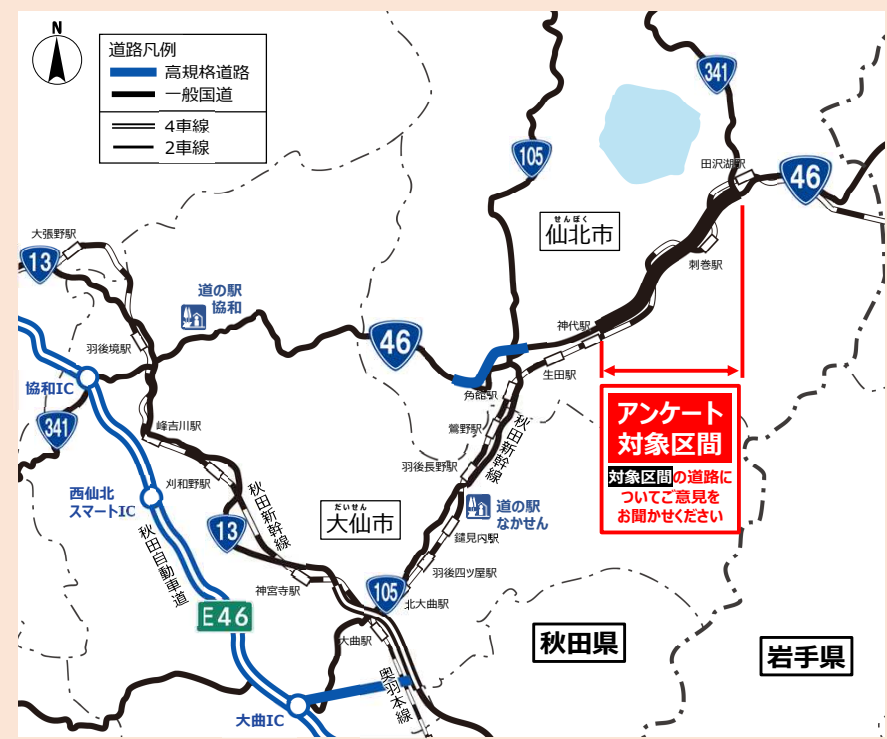 N
道路凡例
高規格道路
一般国道
4車線
2車線
341
田沢湖駅
105
46
せんぼく
仙北市
大張野駅
13
刺巻駅
道の駅
協和
神代駅
46
羽後境駅
生田駅
協和IC
角館駅
アンケート
対象区間
対象区間の道路に
ついてご意見を
お聞かせください
341
峰吉川駅
鶯野駅
秋田新幹線
羽後長野駅
刈和野駅
西仙北
スマートIC
秋田新幹線
だいせん
大仙市
道の駅
なかせん
13
鑓見内駅
秋田自動車道
羽後四ツ屋駅
神宮寺駅
105
北大曲駅
E46
大曲駅
秋田県
岩手県
奥羽本線
大曲IC